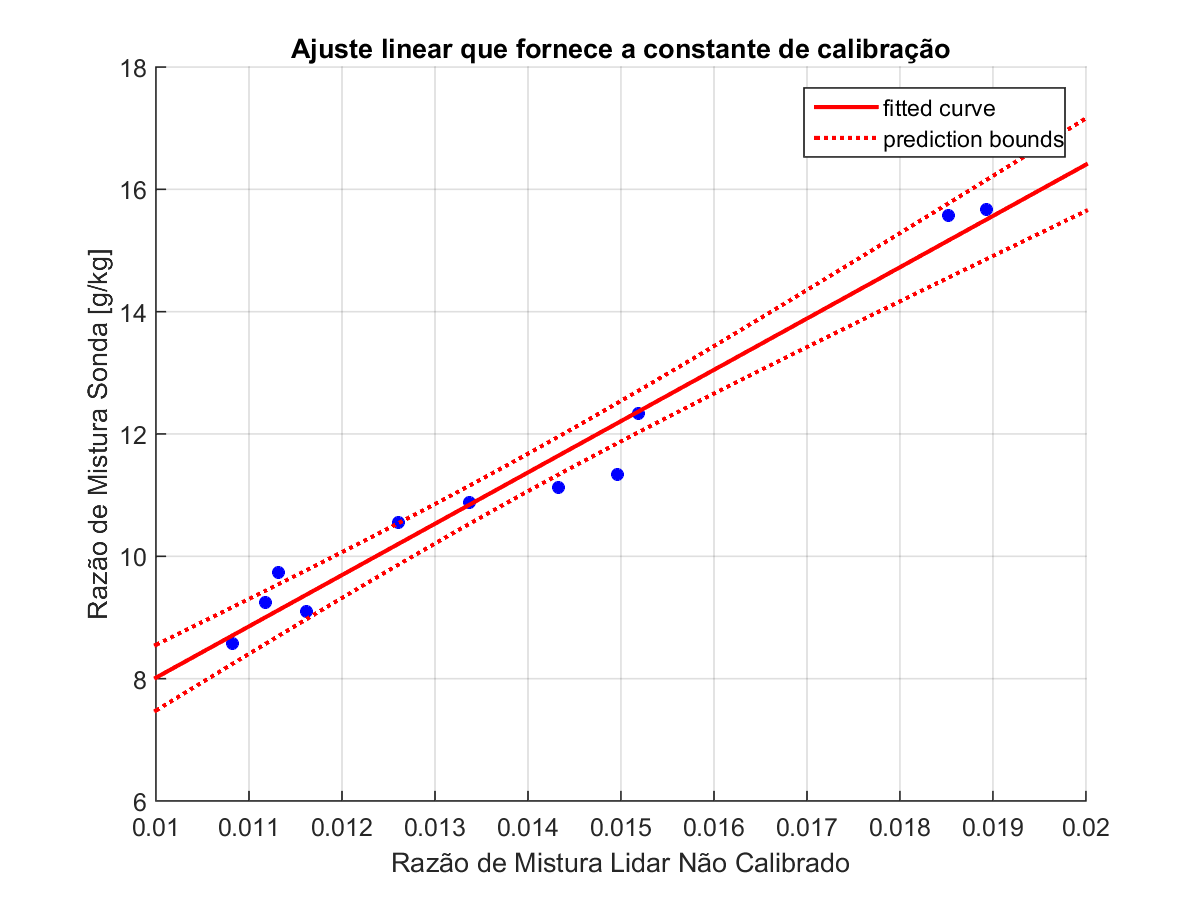 Ajuste linear que fornece a constante de calibração
18
16
14
12
10
8
6
Razão de Mistura Sonda [g/kg]
fitted curve
prediction bounds
0.01 0.011 0.012 0.013 0.014 0.015 0.016 0.017 0.018 0.019 0.02
Razão de Mistura Lidar Não Calibrado